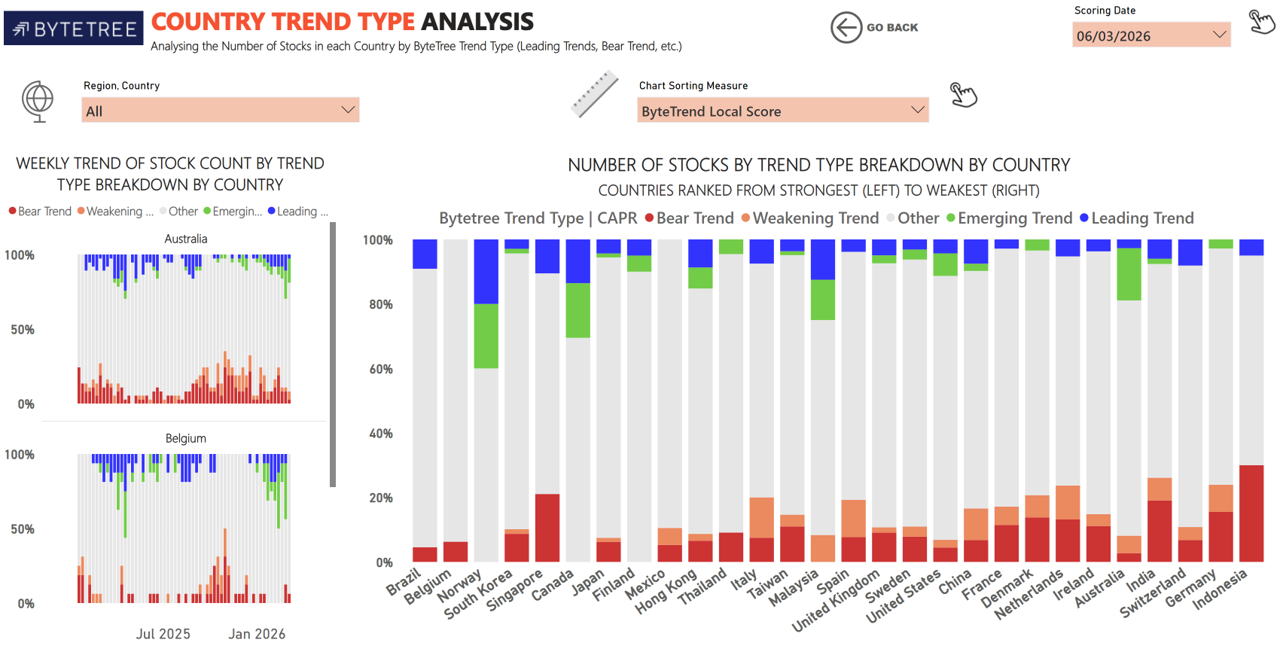 BYTETREE
COUNTRY TREND TYPE ANALYSIS
Analysing the Number of Stocks in each Country by ByteTree Trend Type (Leading Trends, Bear Trend, etc.)
GO BACK
Scoring Date
06/03/2026
Region, Country
All
Chart Sorting Measure
ByteTrend Local Score
WEEKLY TREND OF STOCK COUNT BY TREND
TYPE BREAKDOWN BY COUNTRY
Bear Trend Weakening ... Other Emergin... Leading ...
Australia
100%
50%
0%
Belgium
100%
50%
0%
Jul 2025 Jan 2026
NUMBER OF STOCKS BY TREND TYPE BREAKDOWN BY COUNTRY
COUNTRIES RANKED FROM STRONGEST (LEFT) TO WEAKEST (RIGHT)
Bytetree Trend Type | CAPR Bear Trend Weakening Trend Other Emerging Trend Leading Trend
100%
80%
60%
40%
20%
0%
Brazil
Belgium
Norway
South Korea
Singapore
Canada
Japan
Finland
Mexico
Hong Kong
Thailand
Italy
Taiwan
Malaysia
Spain
United Kingdom
Sweden
United States
China
France
Denmark
Netherlands
Ireland
Australia
India
Switzerland
Germany
Indonesia